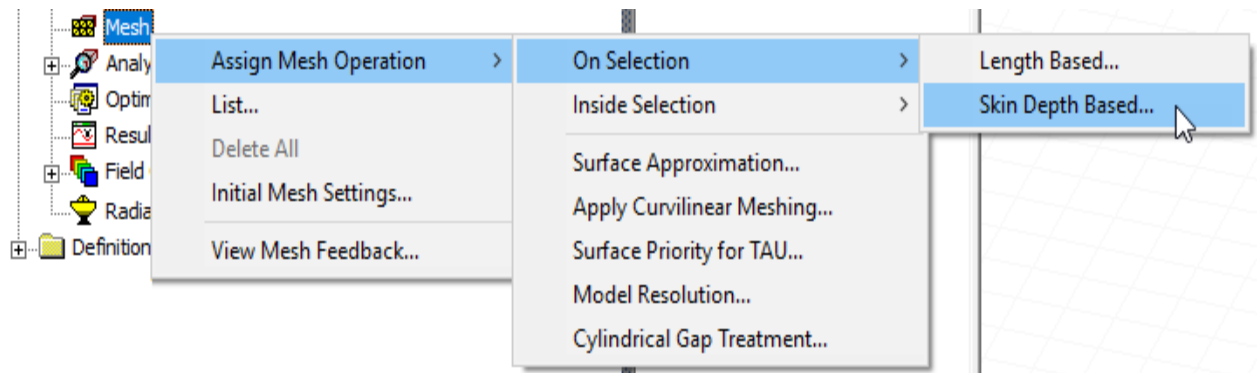 Mesh
Analy
Optim
Resul
Field
Radia
Definition
Assign Mesh Operation
List...
Delete All
Initial Mesh Settings...
View Mesh Feedback...
On Selection
Inside Selection
Surface Approximation...
Apply Curvilinear Meshing...
Surface Priority for TAU...
Model Resolution...
Cylindrical Gap Treatment...
Length Based...
Skin Depth Based...